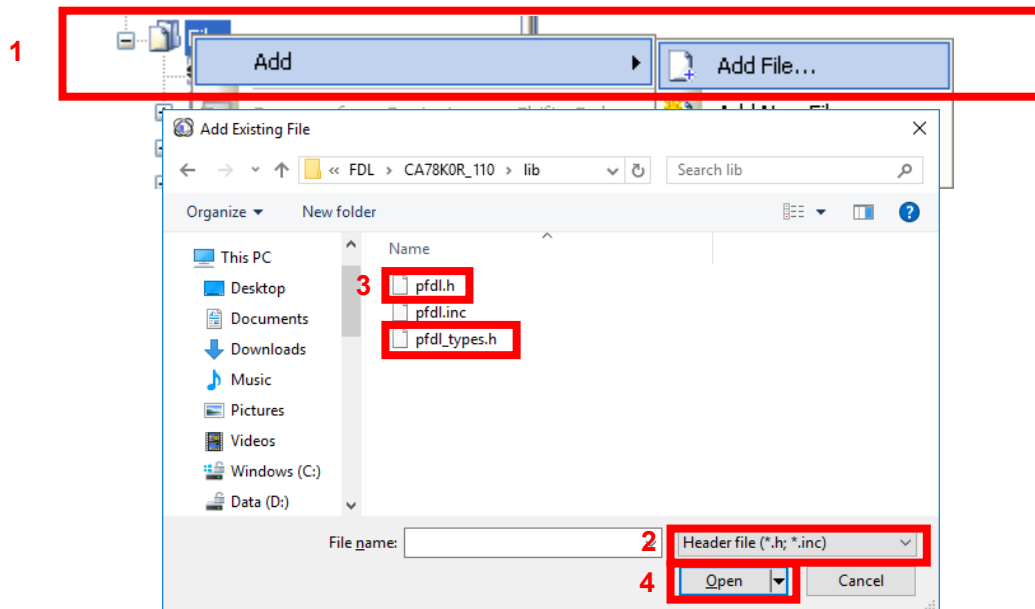 1
File
Add
Add File...
Add Existing File
« FDL > CA78K0R_110 > lib
Search lib
Organize
New folder
This PC
Name
Desktop
3
pfdl.h
Documents
pfdl.inc
Downloads
pfdl_types.h
Music
Pictures
Videos
Windows (C:)
Data (D:)
File name:
2
Header file (*.h; *.inc)
4
Open
Cancel